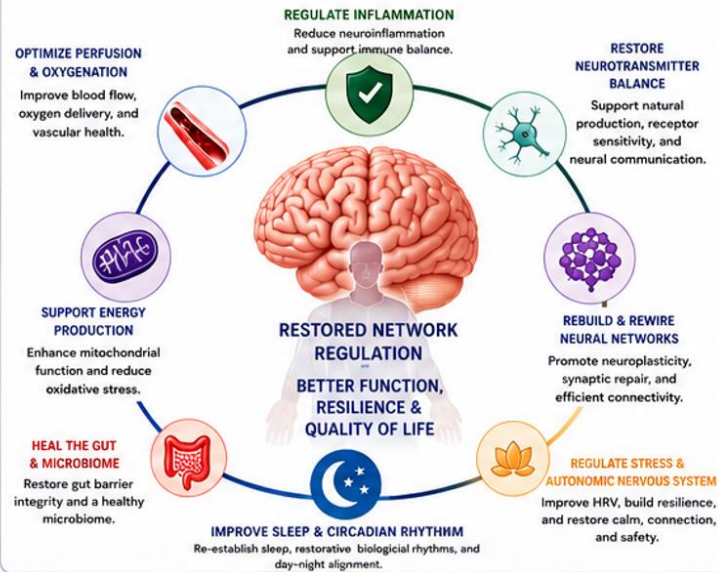 REGULATE INFLAMMATION
Reduce neuroinflammation
and support immune balance.
RESTORE
NEUROTRANSMITTER
BALANCE
Support natural
production, receptor
sensitivity, and
neural communication.
REBUILD & REWIRE
NEURAL NETWORKS
Promote neuroplasticity,
synaptic repair, and
efficient connectivity.
REGULATE STRESS &
AUTONOMIC NERVOUS SYSTEM
Improve HRV, build resilience,
and restore calm, connection,
and safety.
IMPROVE SLEEP & CIRCADIAN RHYTHM
Re-establish sleep, restorative biologicial rhythms, and
day-night alignment.
HEAL THE GUT
& MICROBIOME
Restore gut barrier
integrity and a healthy
microbiome.
SUPPORT ENERGY
PRODUCTION
Enhance mitochondrial
function and reduce
oxidative stress.
OPTIMIZE PERFUSION
& OXYGENATION
Improve blood flow,
oxygen delivery, and
vascular health.
RESTORED NETWORK
REGULATION
BETTER FUNCTION,
RESILIENCE &
QUALITY OF LIFE